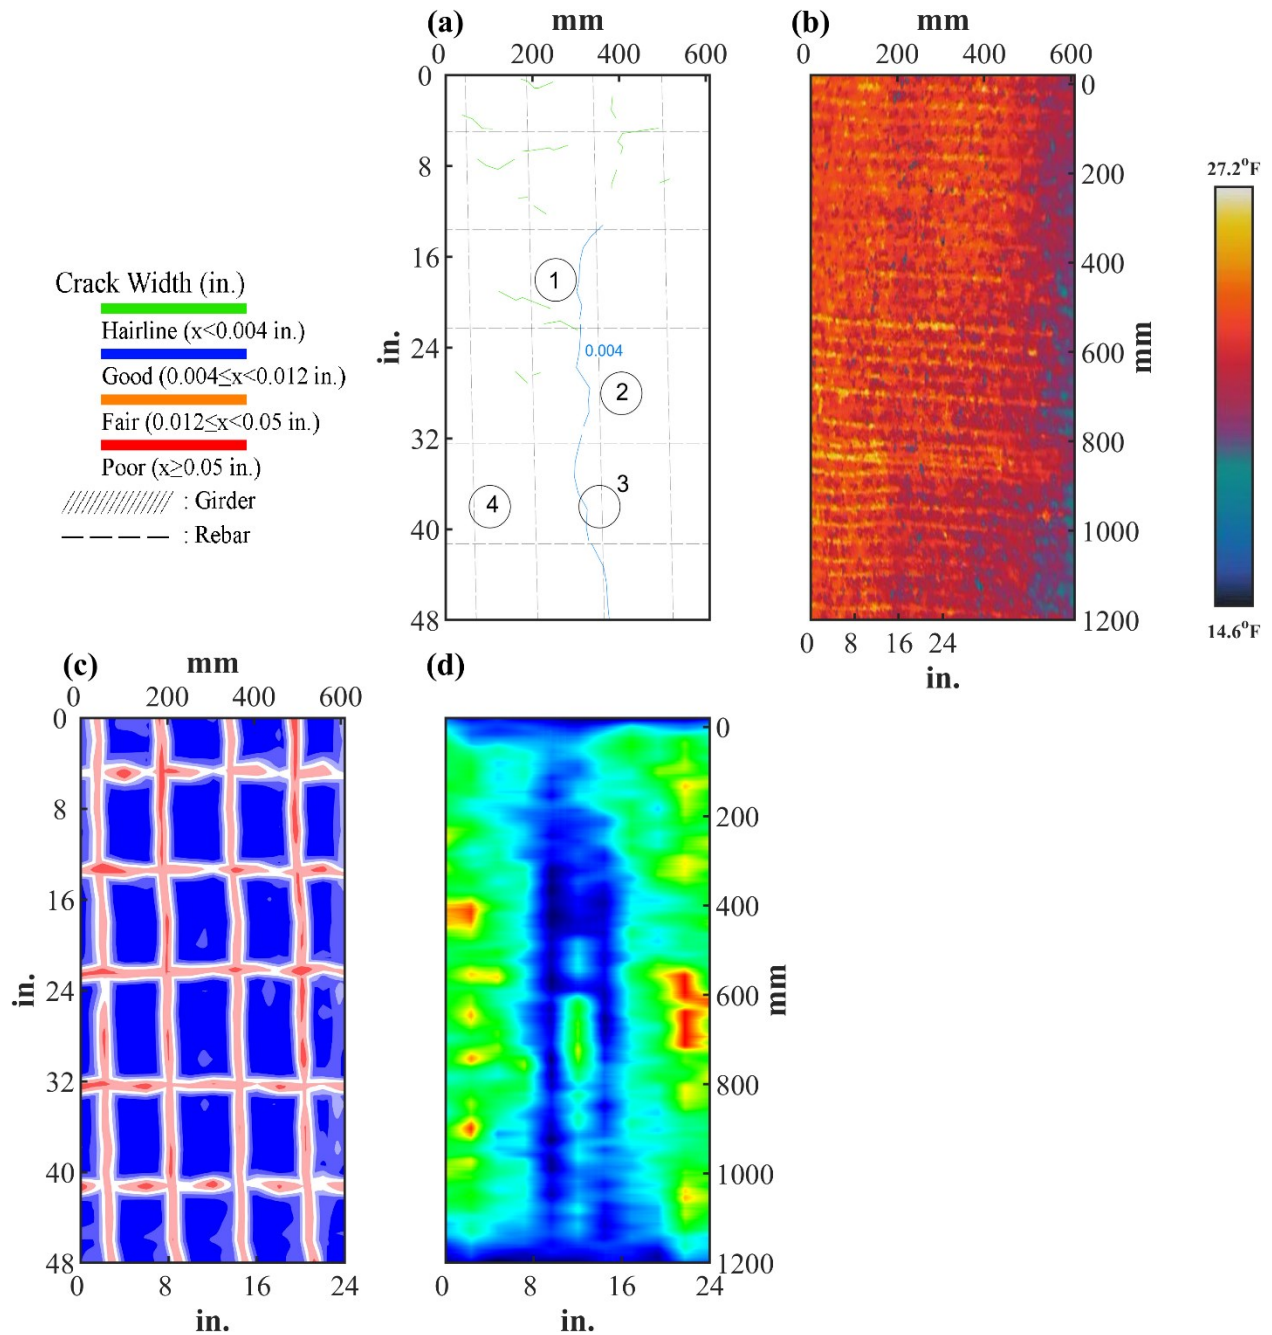 (a) mm
0 200 400 600
0
8
16
24
32
40
48
in.
1
0.004
2
3
4
(b) mm
0 200 400 600
0
200
400
600
800
1000
1200
mm
0 8 16 24
in.
27.2°F
14.6°F
Crack Width (in.)
Hairline (x<0.004 in.)
Good (0.004≤x<0.012 in.)
Fair (0.012≤x<0.05 in.)
Poor (x≥0.05 in.)
: Girder
: Rebar
(c) mm
0 200 400 600
0
8
16
24
32
40
48
in.
0 8 16 24
in.
(d)
0
200
400
600
800
1000
1200
mm
0 8 16 24
in.